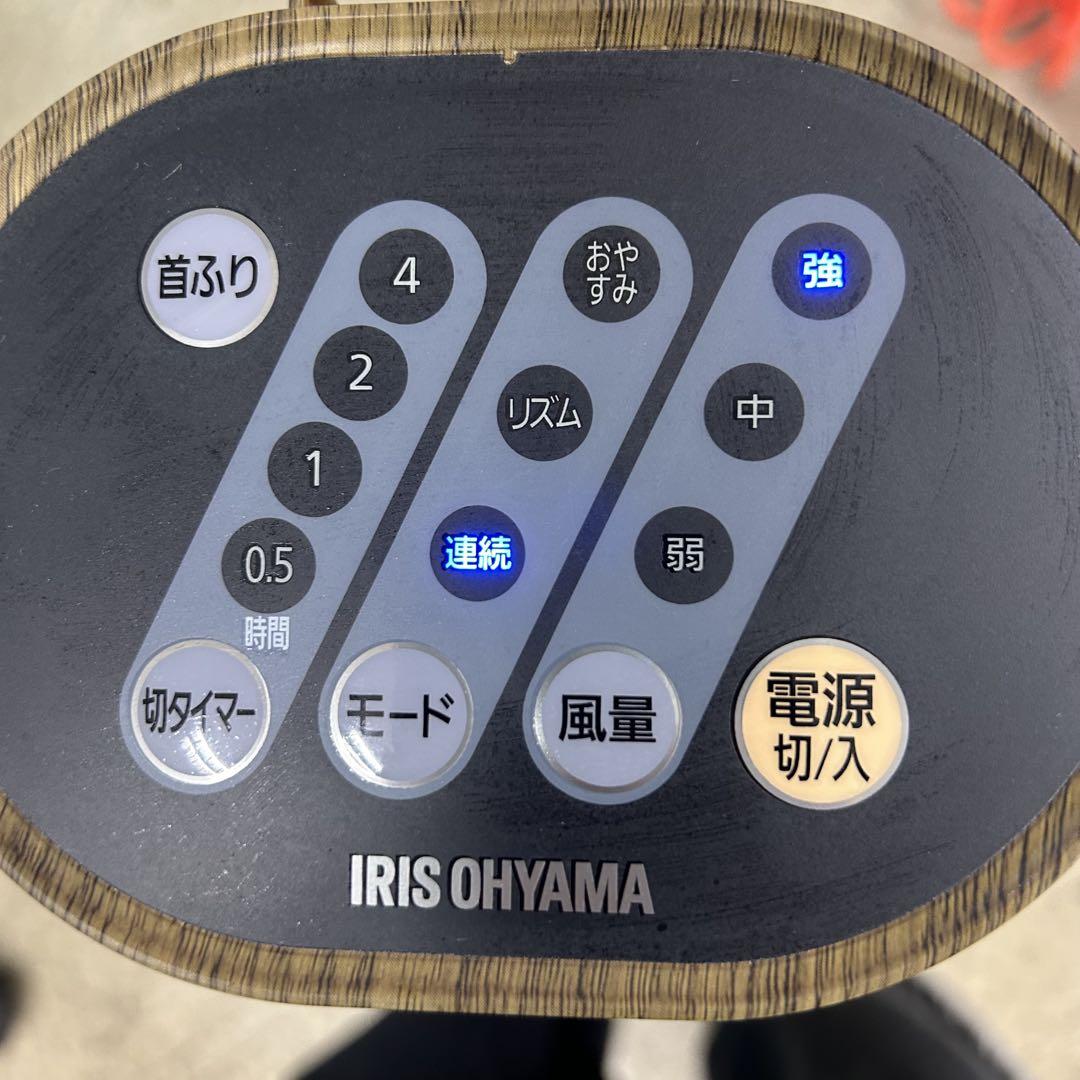 首ふり
4
2
1
0.5
時間
切タイマー
おや
すみ
リズム
連続
モード
強
中
弱
風量
電源
切/入
IRIS OHYAMA